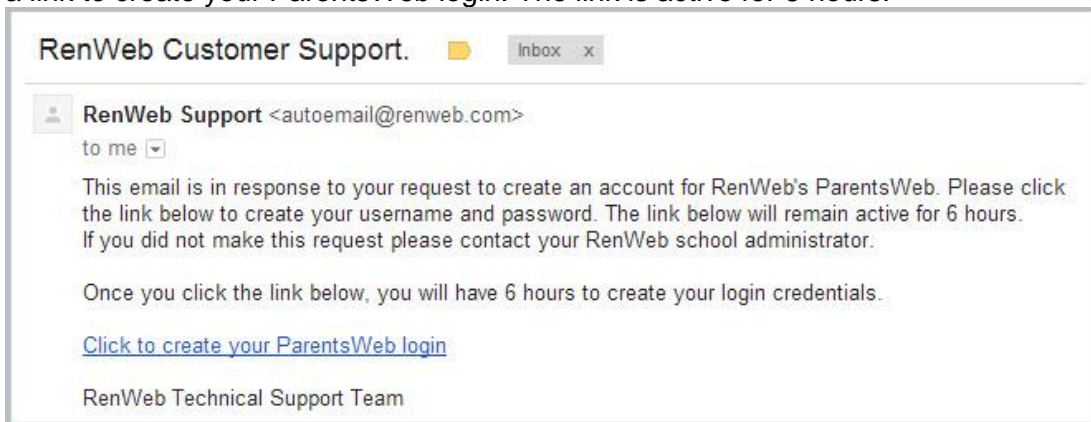 a link to create your ParentsWeb login. The link is active for 6 hours.
RenWeb Customer Support.
Inbox x
RenWeb Support <autoemail@renweb.com>
to me
This email is in response to your request to create an account for RenWeb's ParentsWeb. Please click
the link below to create your username and password. The link below will remain active for 6 hours.
If you did not make this request please contact your RenWeb school administrator.
Once you click the link below, you will have 6 hours to create your login credentials.
Click to create your ParentsWeb login
RenWeb Technical Support Team